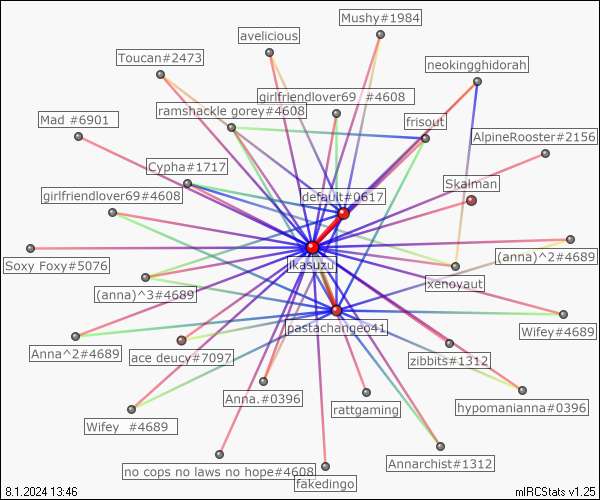 Mushy#1984
avelicious
Toucan#2473
neokingghidorah
girlfriendlover69  #4608
ramshackle gorey#4608
Mad #6901
frisout
AlpineRooster#2156
Cypha#1717
Skalman
girlfriendlover69#4608
default#0617
Soxy Foxy#5076
ikasuzu
(anna)^2#4689
xenoyaut
(anna)^3#4689
pastachangeo41
Wifey#4689
Anna^2#4689
ace deucy#7097
zibbits#1312
Anna.#0396
rattgaming
hypomanianna#0396
Wifey  #4689
Annarchist#1312
no cops no laws no hope#4608
fakedingo
8.1.2024 13:46
mIRCStats v1.25